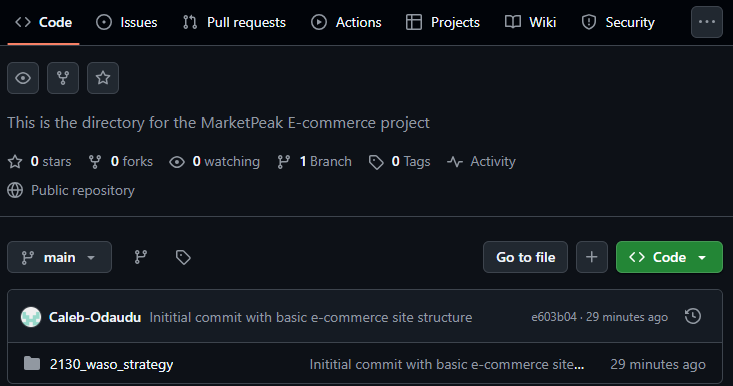 Code Issues Pull requests Actions Projects Wiki Security
This is the directory for the MarketPeak E-commerce project
0 stars 0 forks 0 watching 1 Branch 0 Tags Activity
Public repository
main Go to file Code
Caleb-Odaudu Inititial commit with basic e-commerce site structure e603b04 · 29 minutes ago
2130_waso_strategy Inititial commit with basic e-commerce site... 29 minutes ago